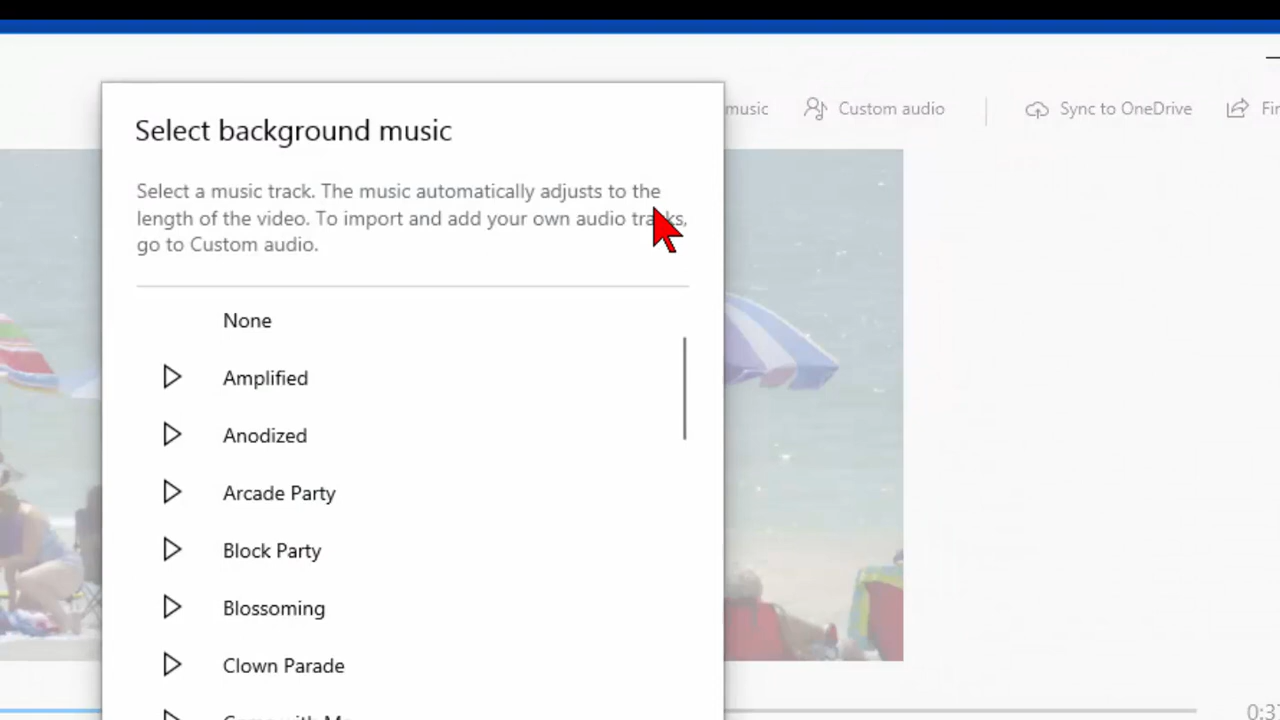 music
Custom audio
Sync to OneDrive
Select background music
Select a music track. The music automatically adjusts to the
length of the video. To import and add your own audio tracks,
go to Custom audio.
None
Amplified
Anodized
Arcade Party
Block Party
Blossoming
Clown Parade